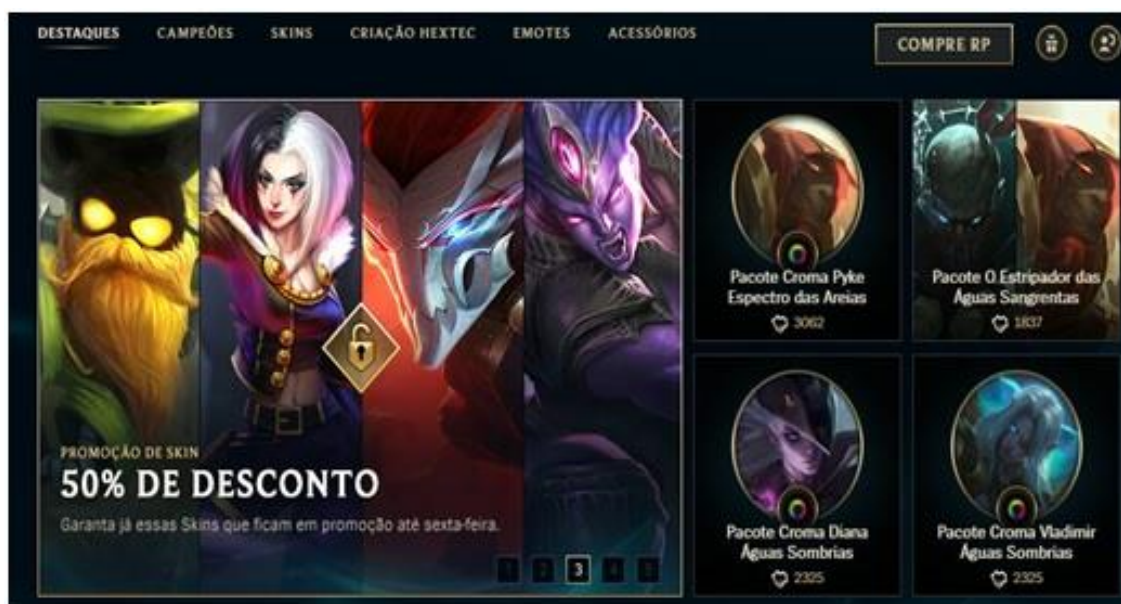 DESTAQUES CAMPEÕES SKINS CRIAÇÃO HEXTEC EMOTES ACESSÓRIOS
COMPRE RP
PROMOÇÃO DE SKIN
50% DE DESCONTO
Garanta já essas Skins que ficam em promoção até sexta-feira.
1 2 3 4 5
Pacote Croma Pyke
Espectro das Areias
3062
Pacote O Estripador das
Águas Sangrentas
1837
Pacote Croma Diana
Águas Sombrias
2325
Pacote Croma Vladimir
Águas Sombrias
2325